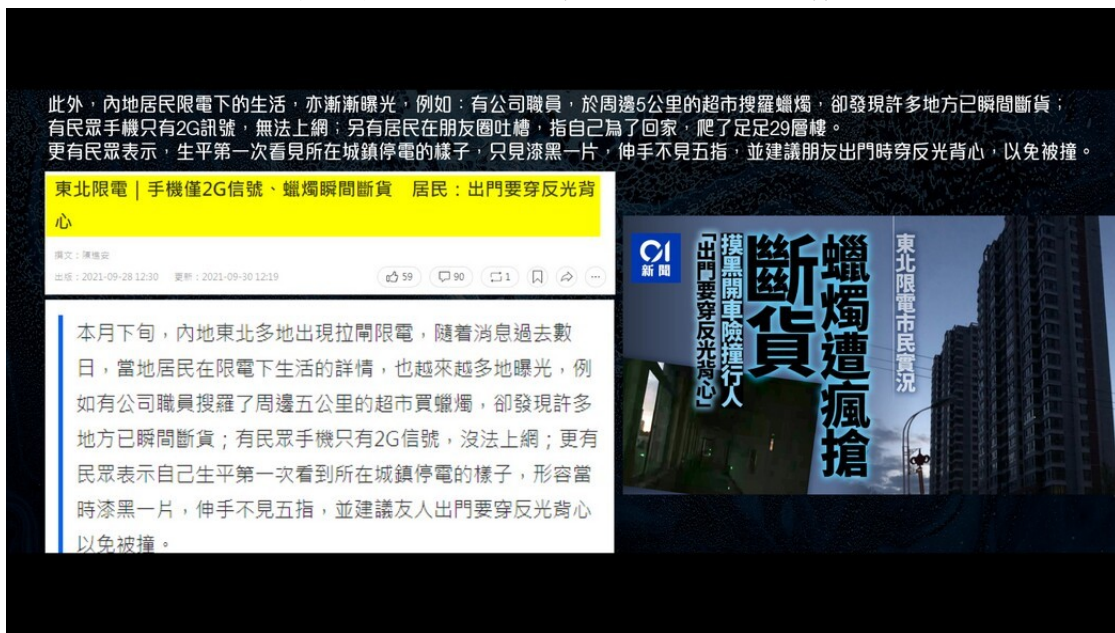 此外，內地居民限電下的生活，亦漸漸曝光，例如：有公司職員，於周邊5公里的超市搜羅蠟燭，卻發現許多地方已瞬間斷貨；
有民眾手機只有2G訊號，無法上網；另有居民在朋友圈吐槽，指自己為了回家，爬了足足29層樓。
更有民眾表示，生平第一次看見所在城鎮停電的樣子，只見漆黑一片，伸手不見五指，並建議朋友出門時穿反光背心，以免被撞。
東北限電｜手機僅2G信號、蠟燭瞬間斷貨 居民：出門要穿反光背
心
撰文：陳進安
出版：2021-09-28 12:30 更新：2021-09-30 12:19
59 90 1
本月下旬，內地東北多地出現拉閘限電，隨着消息過去數
日，當地居民在限電下生活的詳情，也越來越多地曝光，例
如有公司職員搜羅了周邊五公里的超市買蠟燭，卻發現許多
地方已瞬間斷貨；有民眾手機只有2G信號，沒法上網；更有
民眾表示自己生平第一次看到所在城鎮停電的樣子，形容當
時漆黑一片，伸手不見五指，並建議友人出門要穿反光背心
以免被撞。
01
新聞
東北限電市民實況
蠟燭遭瘋搶
斷貨
摸黑開車險撞行人
「出門要穿反光背心」